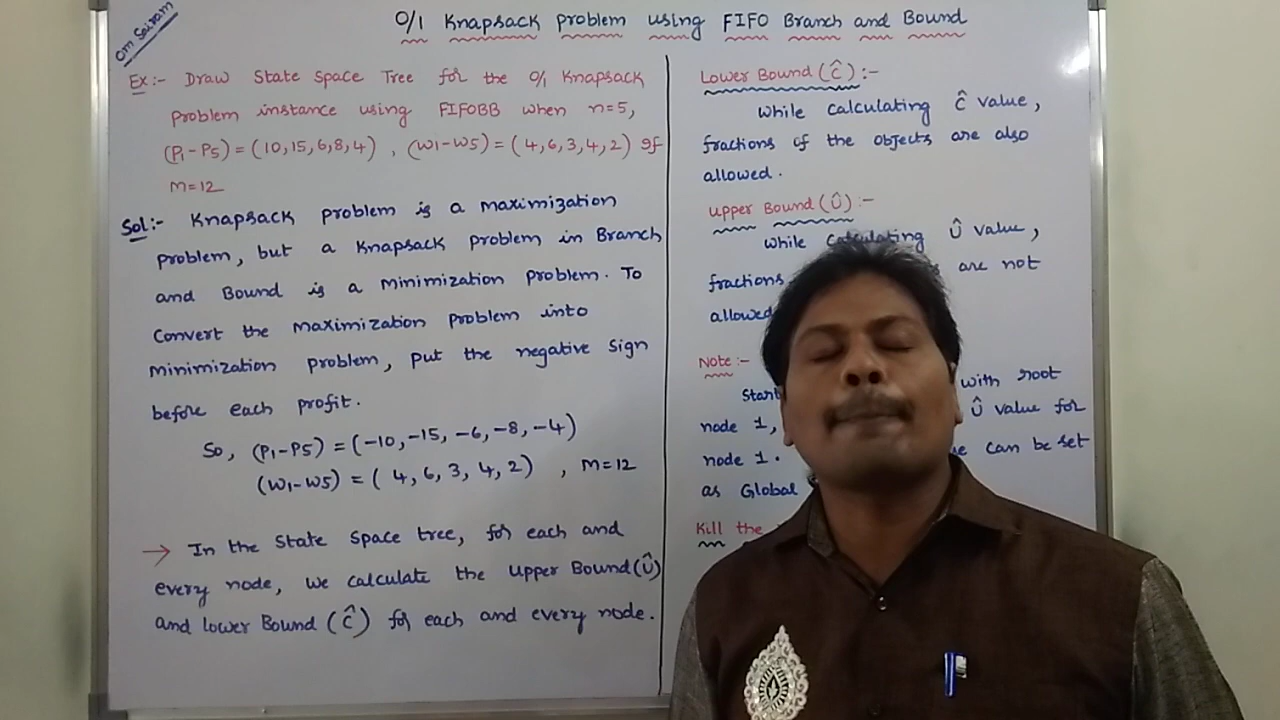 Om Sairam
0/1 Knapsack problem using FIFO Branch and Bound
Ex:- Draw State Space Tree for the 0/1 Knapsack
problem instance using FIFOBB when n=5,
(P1-P5) = (10,15,6,8,4) , (W1-W5) = (4,6,3,4,2) If
M=12
Sol:- Knapsack problem is a maximization
problem, but a Knapsack problem in Branch
and Bound is a minimization problem. To
Convert the maximization problem into
minimization problem, put the negative sign
before each profit.
So, (P1-P5) = (-10,-15,-6,-8,-4)
(W1-W5) = ( 4,6,3,4,2) , M=12
→ In the State Space tree, for each and
every node, we calculate the Upper Bound(Û)
and lower Bound (Ĉ) for each and every node.
Lower Bound (Ĉ) :-
While calculating Ĉ value,
fractions of the objects are also
allowed.
Upper Bound (Û) :-
While calculating Û value,
fractions are not
allowed
Note :-
Start with root
node 1, Û value for
node 1. can be set
as Global
Kill the